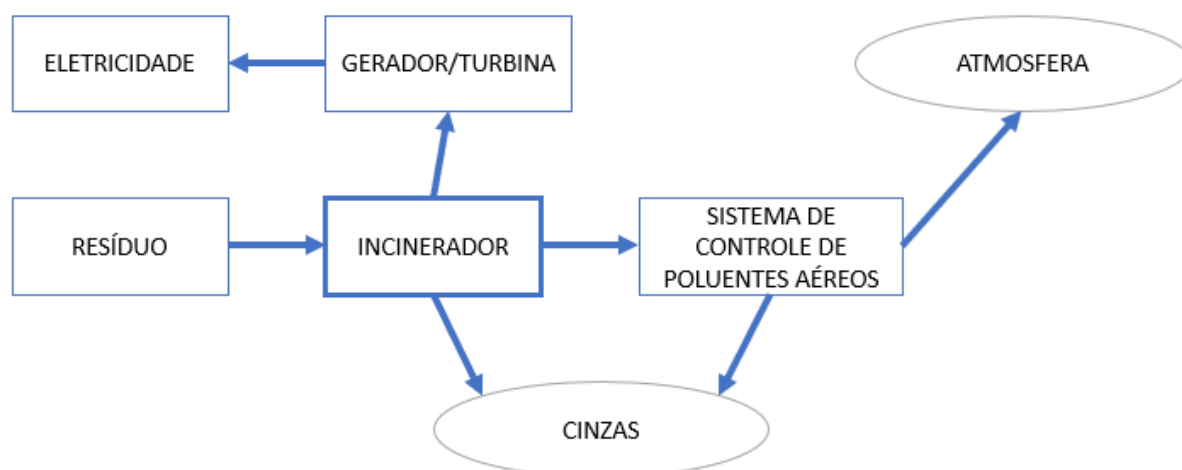 ELETRICIDADE
GERADOR/TURBINA
ATMOSFERA
RESÍDUO
INCINERADOR
SISTEMA DE
CONTROLE DE
POLUENTES AÉREOS
CINZAS